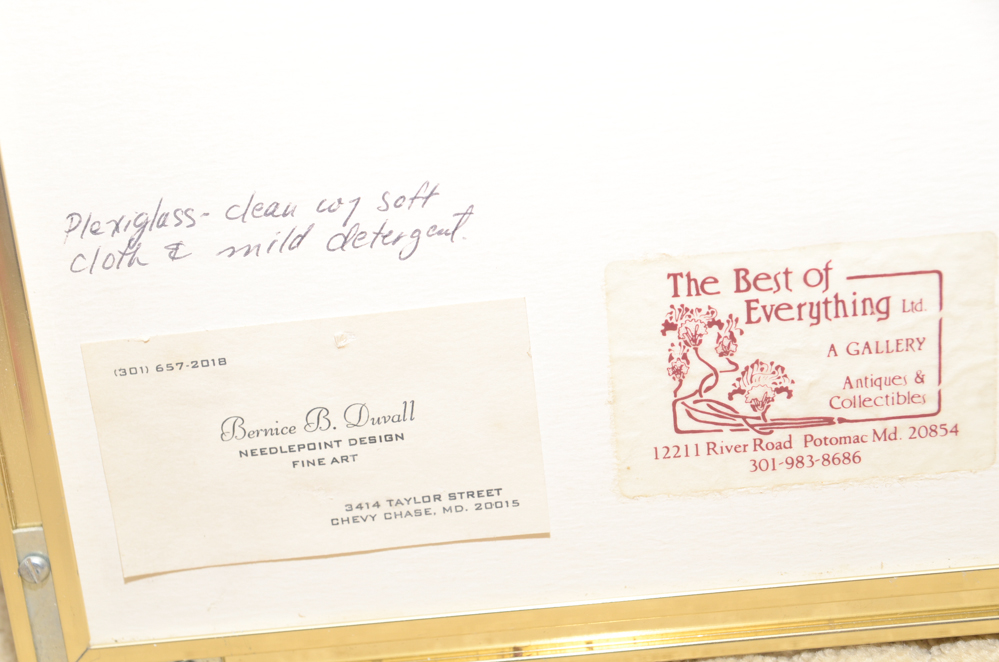 Plexiglass - clean w/ soft
cloth & mild detergent.
(301) 657-2018
Bernice B. Duvall
NEEDLEPOINT DESIGN
FINE ART
3414 TAYLOR STREET
CHEVY CHASE, MD. 20015
The Best of
Everything Ltd.
A GALLERY
Antiques &
Collectibles
12211 River Road Potomac Md. 20854
301-983-8686